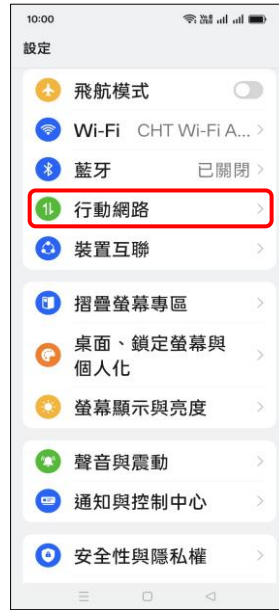 10:00
設定
飛航模式
Wi-Fi CHT Wi-Fi A...
藍牙 已關閉
行動網路
裝置互聯
摺疊螢幕專區
桌面、鎖定螢幕與
個人化
螢幕顯示與亮度
聲音與震動
通知與控制中心
安全性與隱私權